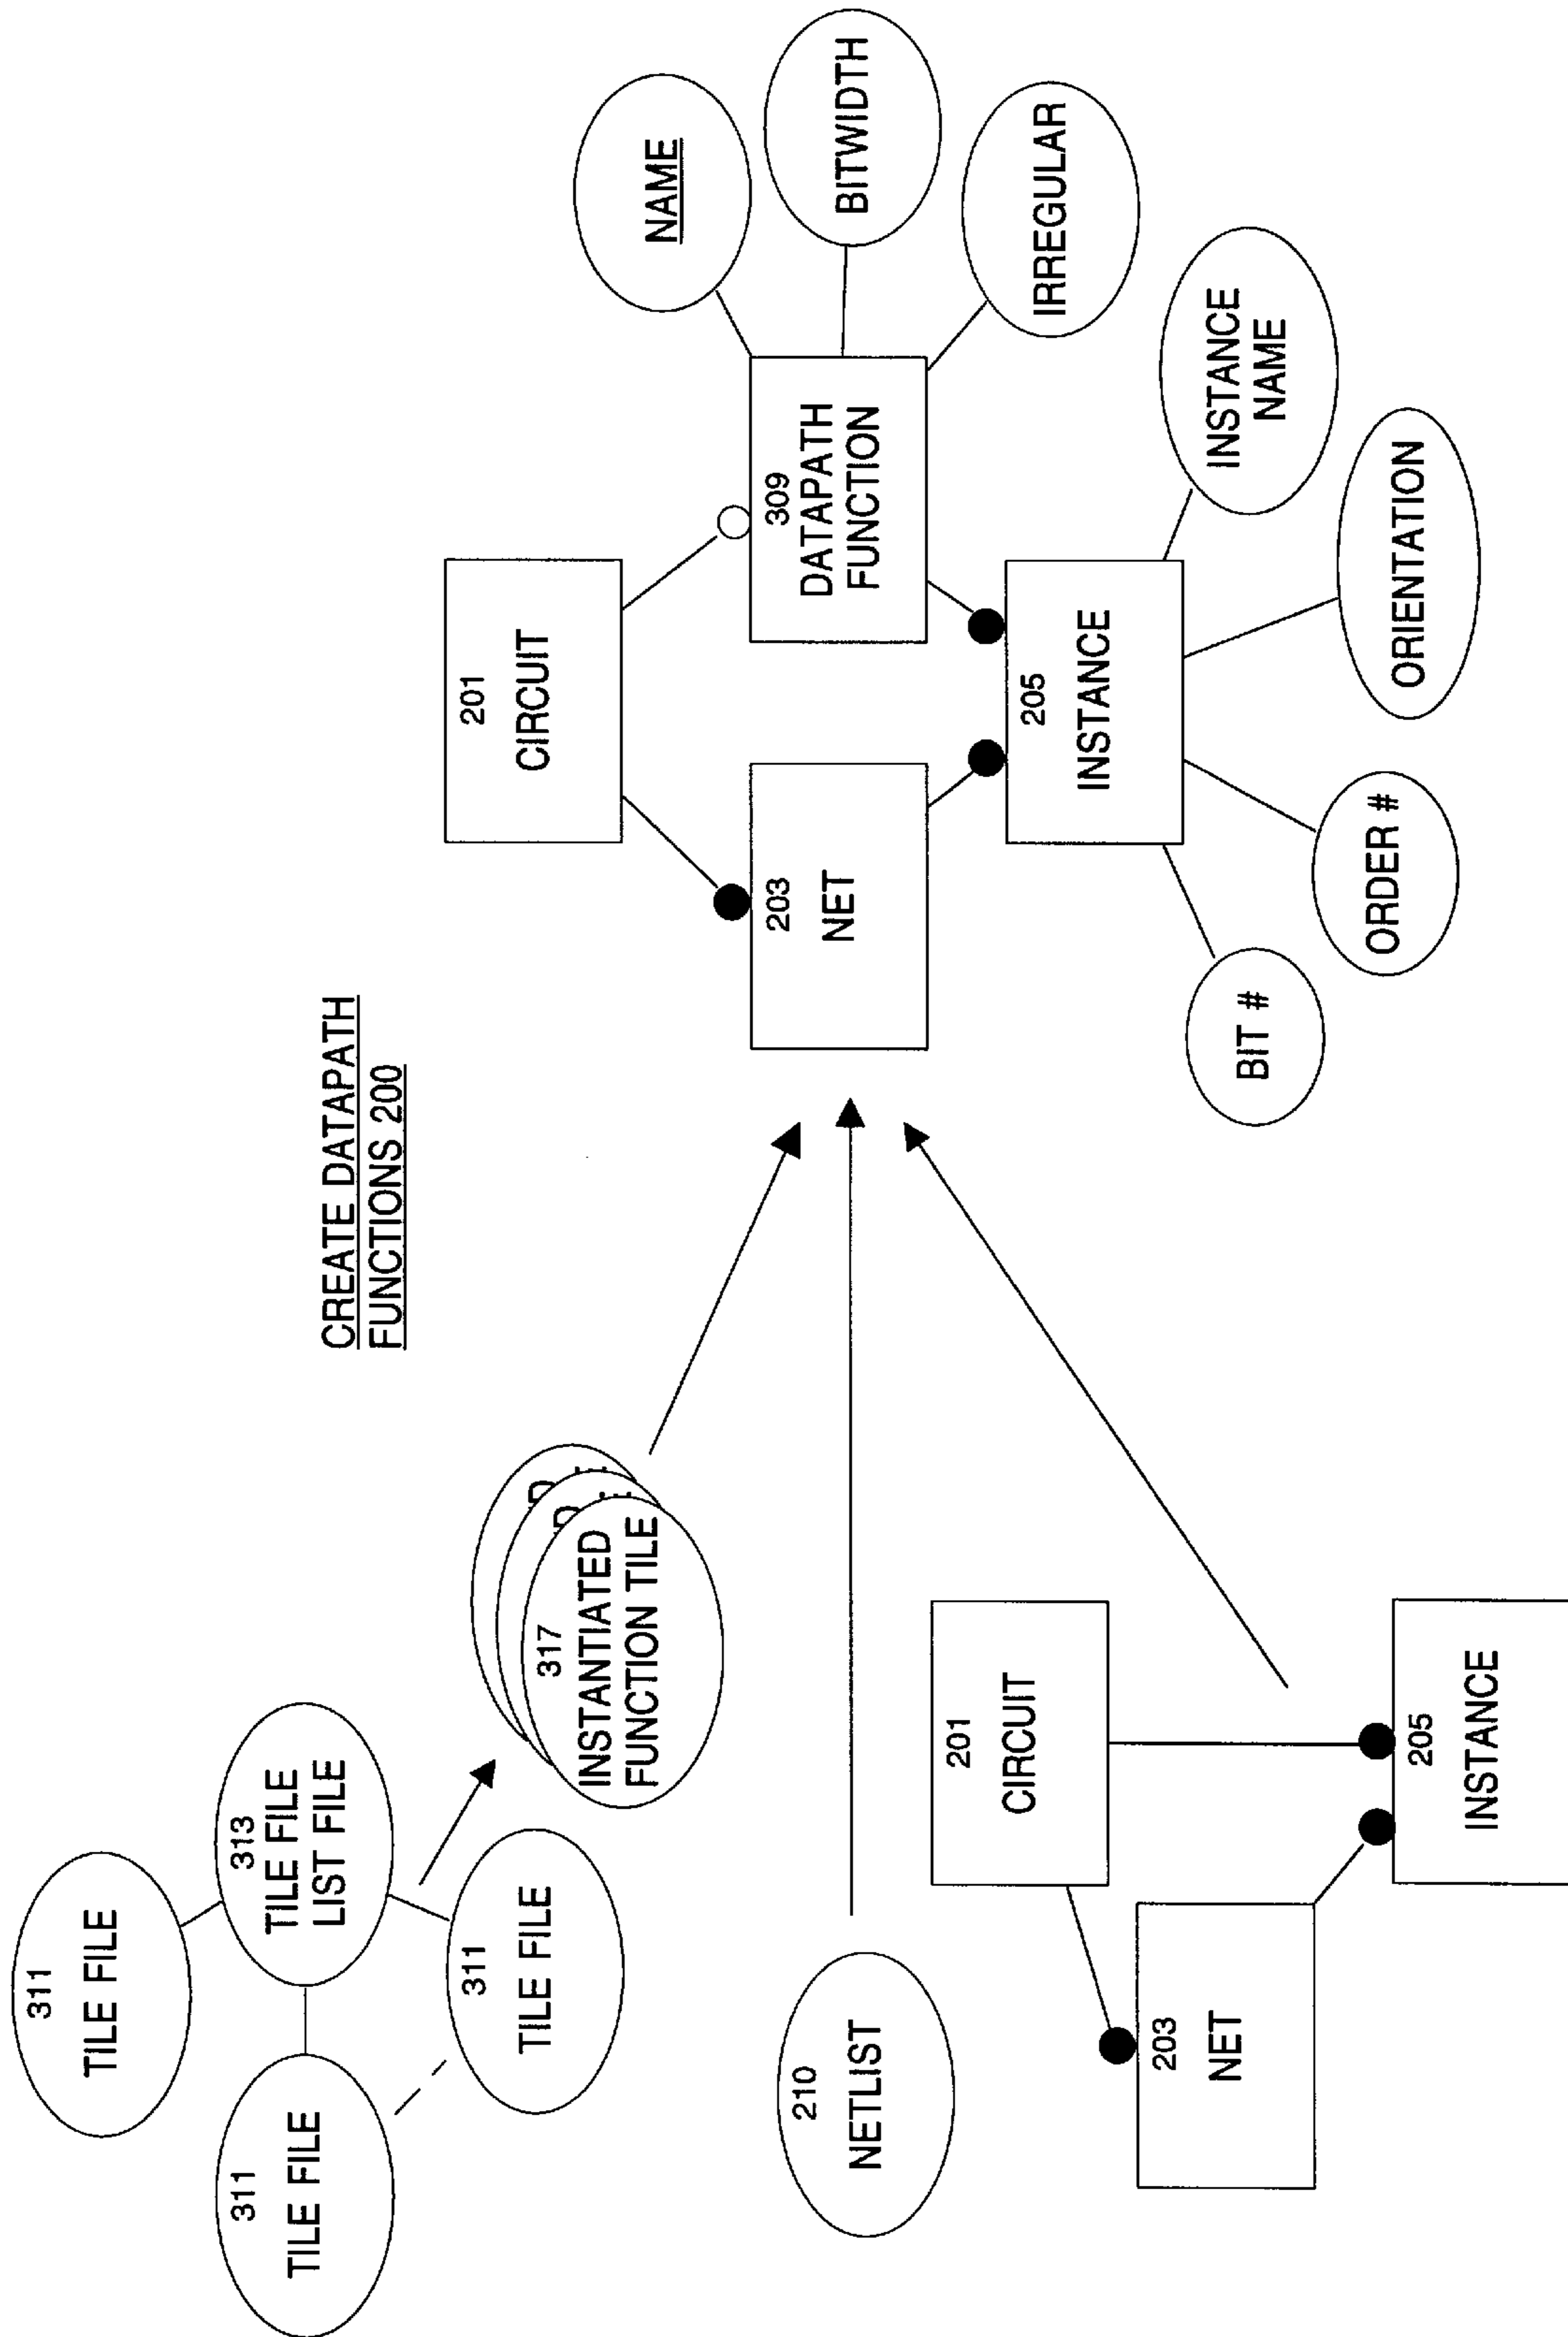 CREATE DATAPATH
FUNCTIONS 200
311
TILE FILE
311
TILE FILE
313
TILE FILE
LIST FILE
311
TILE FILE
317
INSTANTIATED
FUNCTION TILE
D
D
210
NETLIST
201
CIRCUIT
203
NET
205
INSTANCE
201
CIRCUIT
203
NET
309
DATAPATH
FUNCTION
NAME
BITWIDTH
IRREGULAR
205
INSTANCE
BIT #
ORDER #
ORIENTATION
INSTANCE
NAME